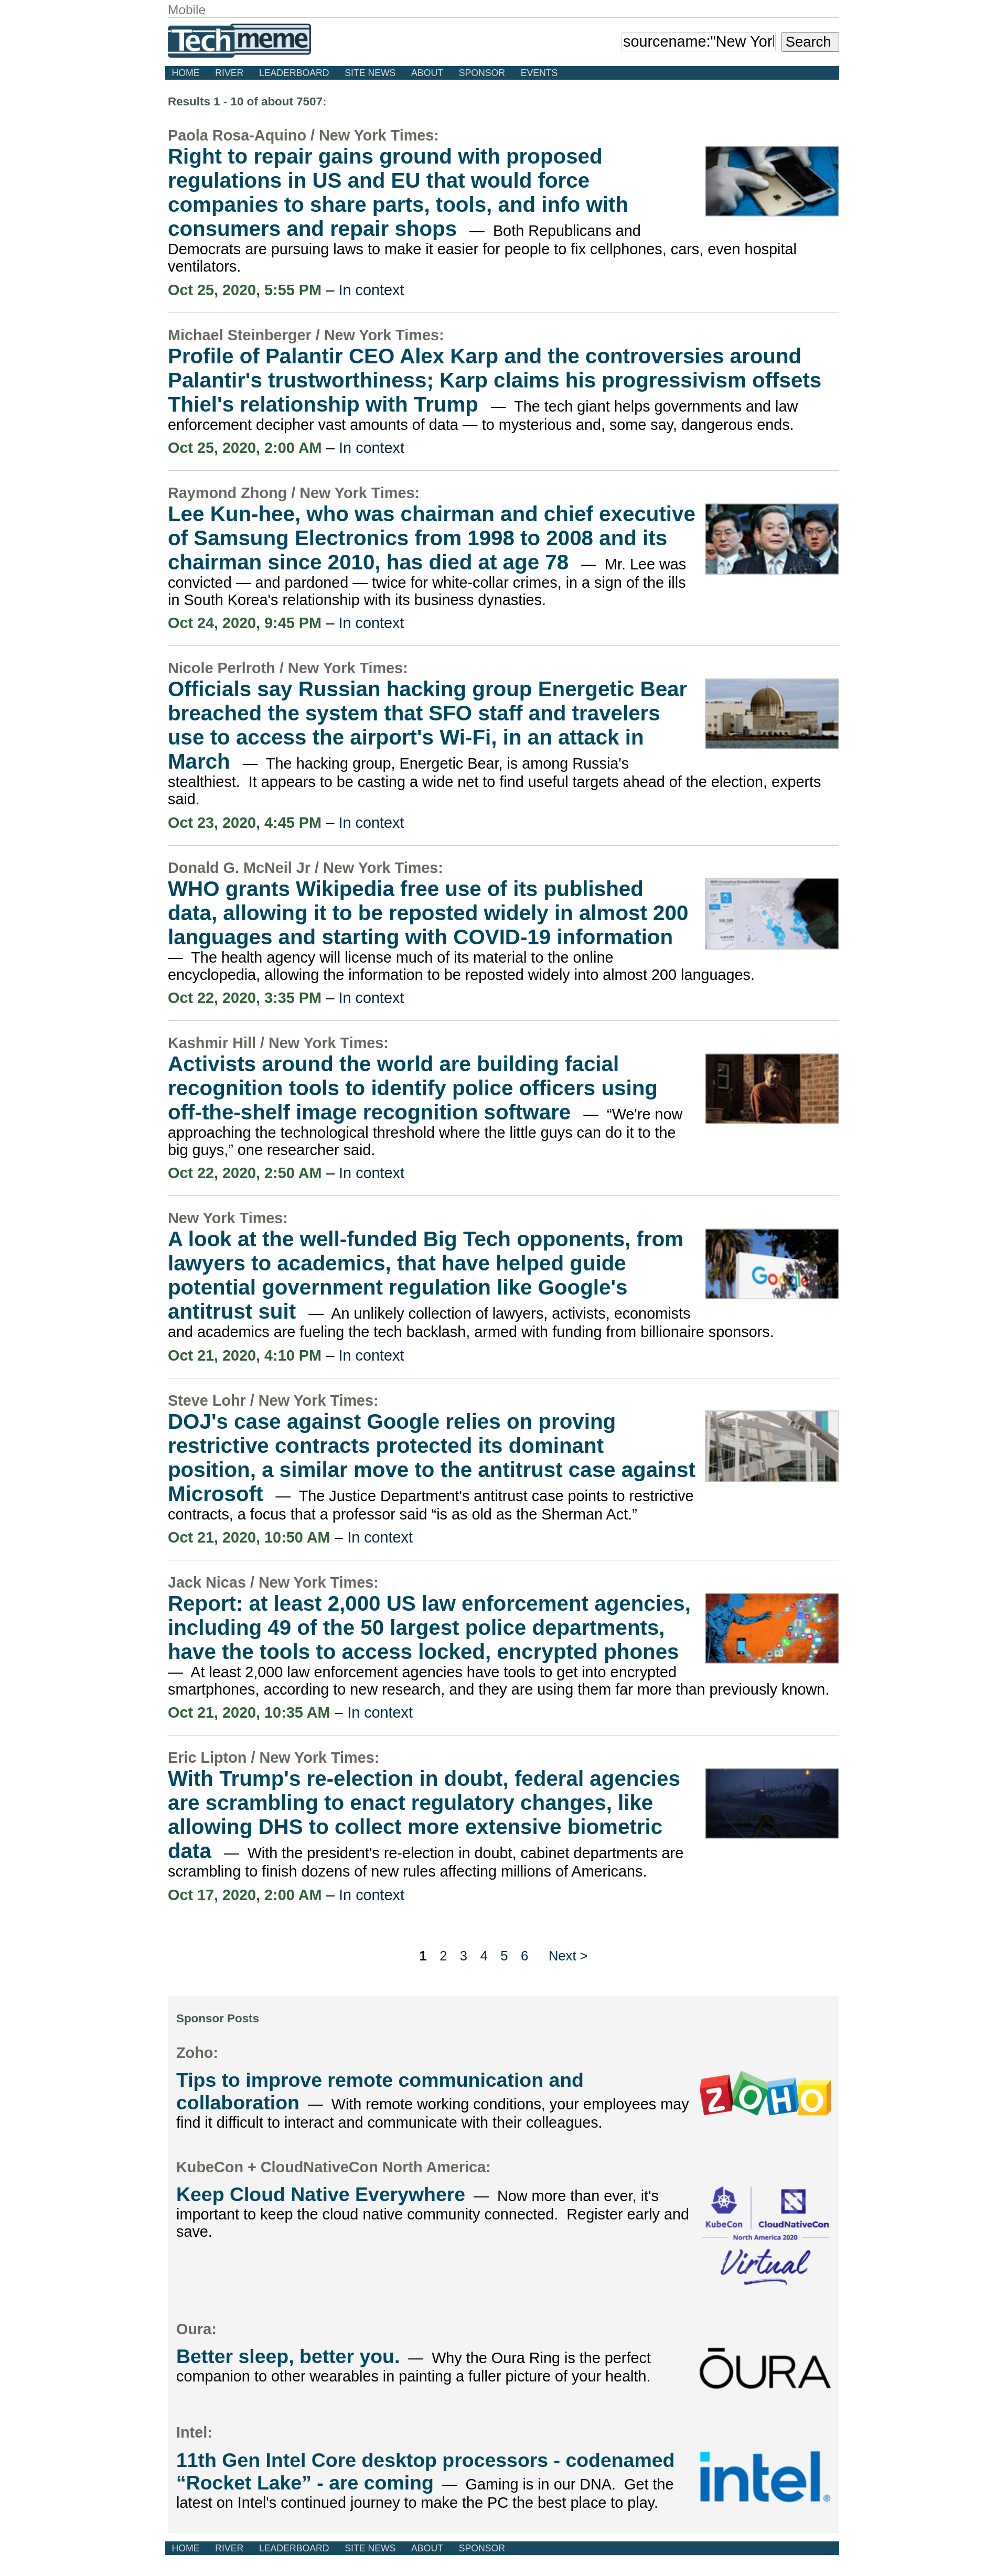 Mobile
Techmeme
sourcename:"New Yorl
Search
HOME RIVER LEADERBOARD SITE NEWS ABOUT SPONSOR EVENTS
Results 1 - 10 of about 7507:
Paola Rosa-Aquino / New York Times:
Right to repair gains ground with proposed
regulations in US and EU that would force
companies to share parts, tools, and info with
consumers and repair shops — Both Republicans and
Democrats are pursuing laws to make it easier for people to fix cellphones, cars, even hospital
ventilators.
Oct 25, 2020, 5:55 PM – In context
Michael Steinberger / New York Times:
Profile of Palantir CEO Alex Karp and the controversies around
Palantir's trustworthiness; Karp claims his progressivism offsets
Thiel's relationship with Trump — The tech giant helps governments and law
enforcement decipher vast amounts of data — to mysterious and, some say, dangerous ends.
Oct 25, 2020, 2:00 AM – In context
Raymond Zhong / New York Times:
Lee Kun-hee, who was chairman and chief executive
of Samsung Electronics from 1998 to 2008 and its
chairman since 2010, has died at age 78 — Mr. Lee was
convicted — and pardoned — twice for white-collar crimes, in a sign of the ills
in South Korea's relationship with its business dynasties.
Oct 24, 2020, 9:45 PM – In context
Nicole Perlroth / New York Times:
Officials say Russian hacking group Energetic Bear
breached the system that SFO staff and travelers
use to access the airport's Wi-Fi, in an attack in
March — The hacking group, Energetic Bear, is among Russia's
stealthiest. It appears to be casting a wide net to find useful targets ahead of the election, experts
said.
Oct 23, 2020, 4:45 PM – In context
Donald G. McNeil Jr / New York Times:
WHO grants Wikipedia free use of its published
data, allowing it to be reposted widely in almost 200
languages and starting with COVID-19 information
— The health agency will license much of its material to the online
encyclopedia, allowing the information to be reposted widely into almost 200 languages.
Oct 22, 2020, 3:35 PM – In context
Kashmir Hill / New York Times:
Activists around the world are building facial
recognition tools to identify police officers using
off-the-shelf image recognition software — “We're now
approaching the technological threshold where the little guys can do it to the
big guys,” one researcher said.
Oct 22, 2020, 2:50 AM – In context
New York Times:
A look at the well-funded Big Tech opponents, from
lawyers to academics, that have helped guide
potential government regulation like Google's
antitrust suit — An unlikely collection of lawyers, activists, economists
and academics are fueling the tech backlash, armed with funding from billionaire sponsors.
Google
Oct 21, 2020, 4:10 PM – In context
Steve Lohr / New York Times:
DOJ's case against Google relies on proving
restrictive contracts protected its dominant
position, a similar move to the antitrust case against
Microsoft — The Justice Department's antitrust case points to restrictive
contracts, a focus that a professor said “is as old as the Sherman Act.”
Oct 21, 2020, 10:50 AM – In context
Jack Nicas / New York Times:
Report: at least 2,000 US law enforcement agencies,
including 49 of the 50 largest police departments,
have the tools to access locked, encrypted phones
— At least 2,000 law enforcement agencies have tools to get into encrypted
smartphones, according to new research, and they are using them far more than previously known.
Oct 21, 2020, 10:35 AM – In context
Eric Lipton / New York Times:
With Trump's re-election in doubt, federal agencies
are scrambling to enact regulatory changes, like
allowing DHS to collect more extensive biometric
data — With the president's re-election in doubt, cabinet departments are
scrambling to finish dozens of new rules affecting millions of Americans.
Oct 17, 2020, 2:00 AM – In context
1 2 3 4 5 6 Next >
Sponsor Posts
Zoho:
Tips to improve remote communication and
collaboration — With remote working conditions, your employees may
find it difficult to interact and communicate with their colleagues.
ZOHO
KubeCon + CloudNativeCon North America:
Keep Cloud Native Everywhere — Now more than ever, it's
important to keep the cloud native community connected. Register early and
save.
KubeCon CloudNativeCon
North America 2020
Virtual
Oura:
Better sleep, better you. — Why the Oura Ring is the perfect
companion to other wearables in painting a fuller picture of your health.
ŌURA
Intel:
11th Gen Intel Core desktop processors - codenamed
“Rocket Lake” - are coming — Gaming is in our DNA. Get the
latest on Intel's continued journey to make the PC the best place to play.
intel®
HOME RIVER LEADERBOARD SITE NEWS ABOUT SPONSOR